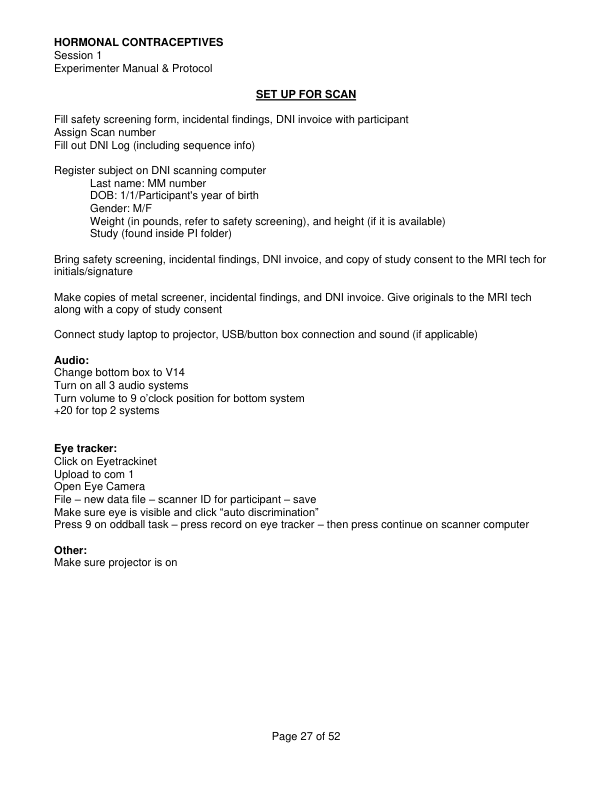 HORMONAL CONTRACEPTIVES
Session 1
Experimenter Manual & Protocol
SET UP FOR SCAN
Fill safety screening form, incidental findings, DNI invoice with participant
Assign Scan number
Fill out DNI Log (including sequence info)
Register subject on DNI scanning computer
Last name: MM number
DOB: 1/1/Participant's year of birth
Gender: M/F
Weight (in pounds, refer to safety screening), and height (if it is available)
Study (found inside PI folder)
Bring safety screening, incidental findings, DNI invoice, and copy of study consent to the MRI tech for
initials/signature
Make copies of metal screener, incidental findings, and DNI invoice. Give originals to the MRI tech
along with a copy of study consent
Connect study laptop to projector, USB/button box connection and sound (if applicable)
Audio:
Change bottom box to V14
Turn on all 3 audio systems
Turn volume to 9 o’clock position for bottom system
+20 for top 2 systems
Eye tracker:
Click on Eyetrackinet
Upload to com 1
Open Eye Camera
File – new data file – scanner ID for participant – save
Make sure eye is visible and click “auto discrimination”
Press 9 on oddball task – press record on eye tracker – then press continue on scanner computer
Other:
Make sure projector is on
Page 27 of 52